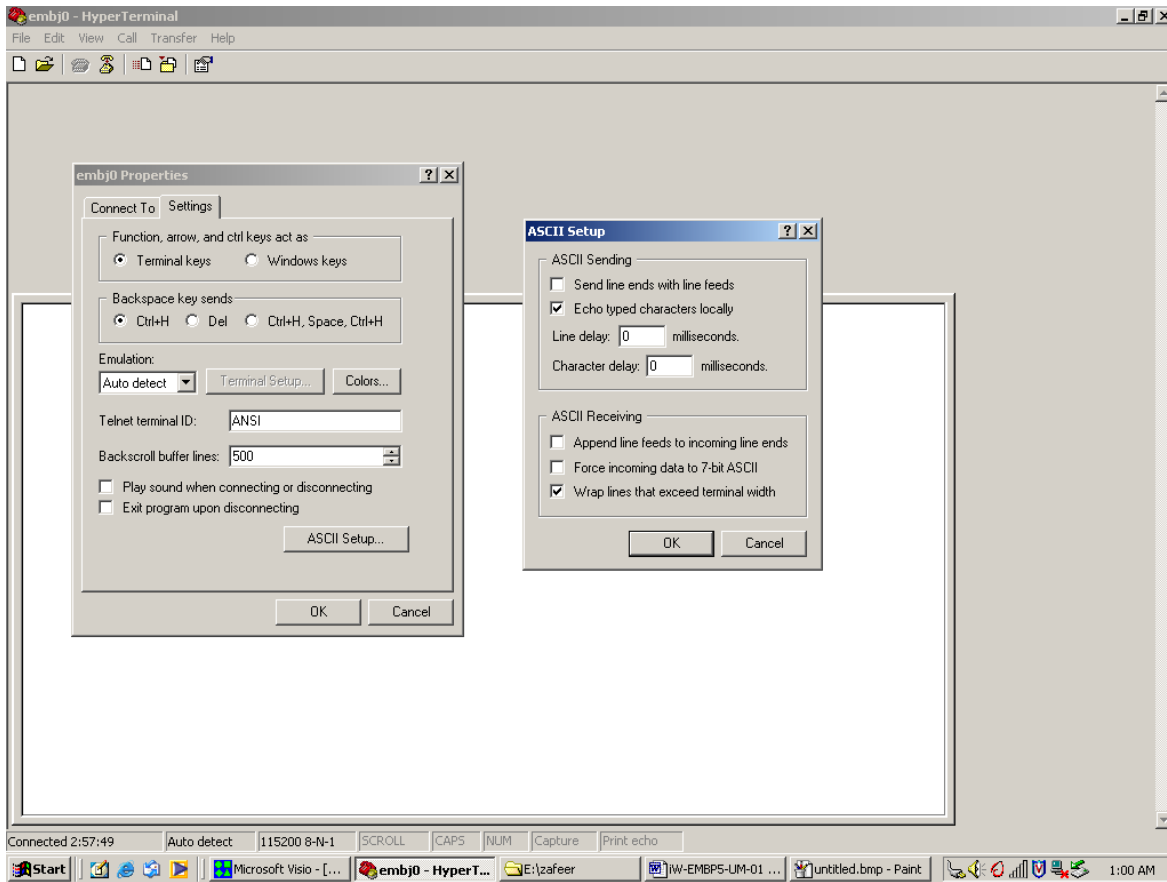 embj0 - HyperTerminal
File Edit View Call Transfer Help
embj0 Properties
Connect To Settings
Function, arrow, and ctrl keys act as
Terminal keys Windows keys
Backspace key sends
Ctrl+H Del Ctrl+H, Space, Ctrl+H
Emulation:
Auto detect Terminal Setup... Colors...
Telnet terminal ID: ANSI
Backscroll buffer lines: 500
Play sound when connecting or disconnecting
Exit program upon disconnecting
ASCII Setup...
OK Cancel
ASCII Setup
ASCII Sending
Send line ends with line feeds
Echo typed characters locally
Line delay: 0 milliseconds.
Character delay: 0 milliseconds.
ASCII Receiving
Append line feeds to incoming line ends
Force incoming data to 7-bit ASCII
Wrap lines that exceed terminal width
OK Cancel
Connected 2:57:49 Auto detect 115200 8-N-1 SCROLL CAPS NUM Capture Print echo
Start Microsoft Visio - [... embj0 - HyperT... E:\zafeer iW-EMBP5-UM-01 ... untitled.bmp - Paint 1:00 AM